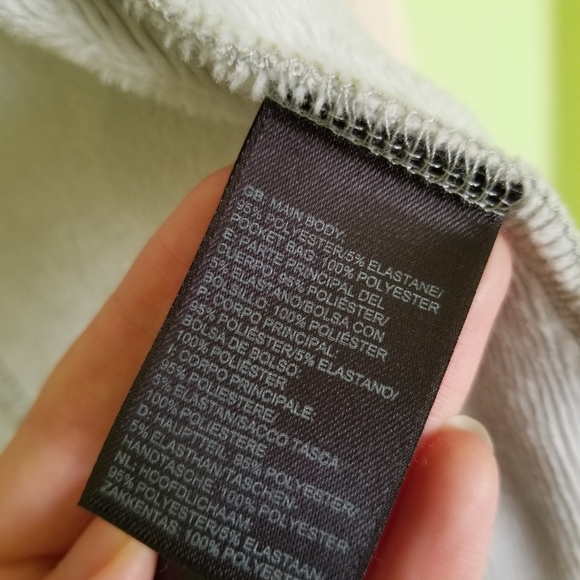 GB: MAIN BODY:
95% POLYESTER/5% ELASTANE/
POCKET BAG: 100% POLYESTER
E: PARTE PRINCIPAL DEL
CUERPO: 95% POLIÉSTER/
5% ELASTANO/BOLSA CON
BOLSILLO: 100% POLIÉSTER
P: CORPO PRINCIPAL:
95% POLIÉSTER/5% ELASTANO/
BOLSA DE BOLSO:
100% POLIÉSTER
I: CORPO PRINCIPALE:
95% POLIESTERE/
5% ELASTAN/SACCO TASCA
100% POLIESTERE
D: HAUPTTEIL: 95% POLYESTER/
5% ELASTHAN/TASCHEN
HANDYASCHE: 100% POLYESTER
NL: HOOFDLICHAAM:
95% POLYESTER/5% ELASTAAN/
ZAKKENTAS: 100% POLYESTER